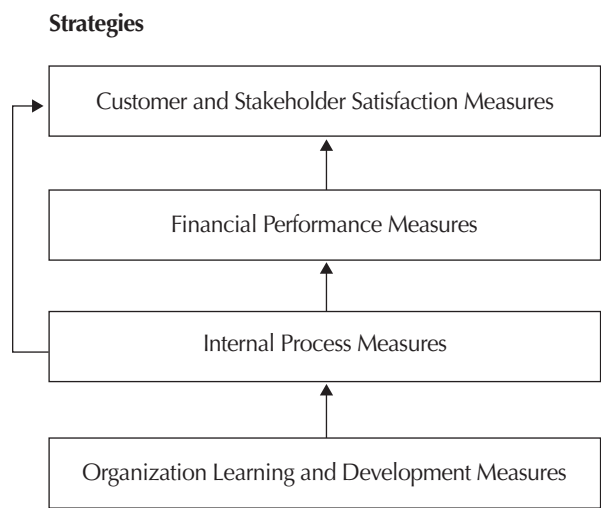 Strategies
Customer and Stakeholder Satisfaction Measures
Financial Performance Measures
Internal Process Measures
Organization Learning and Development Measures